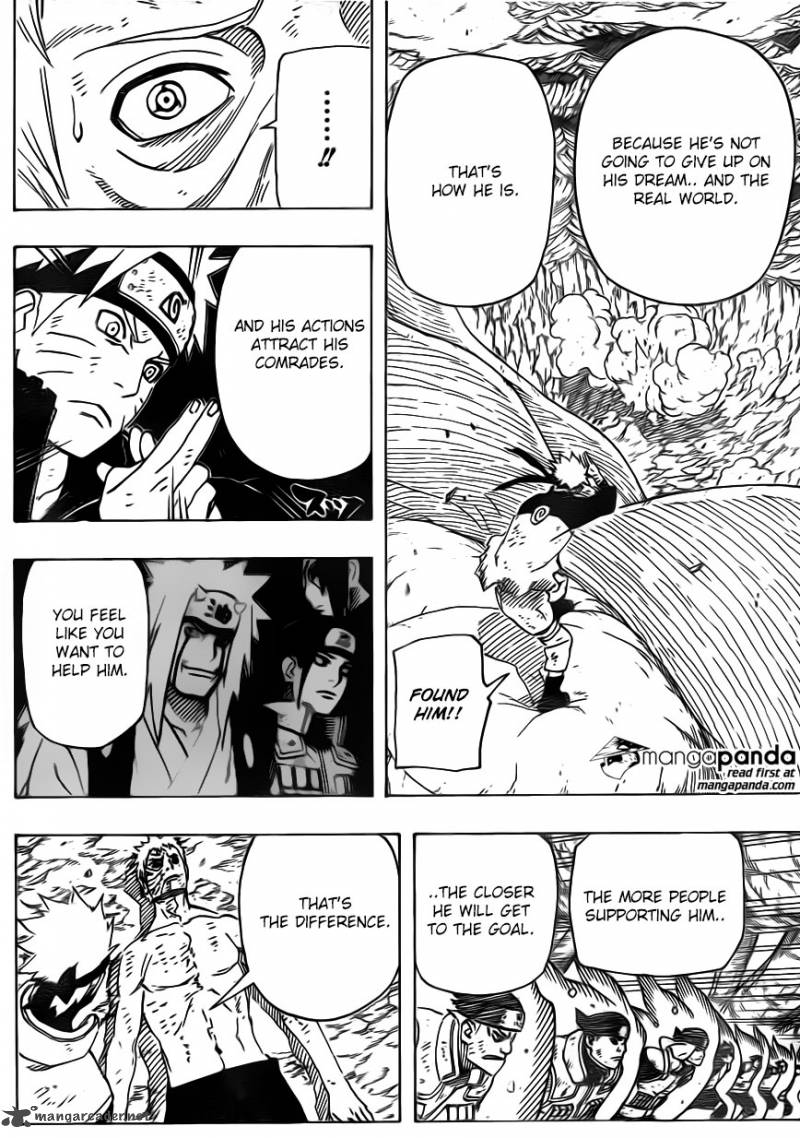 BECAUSE HE'S NOT
GOING TO GIVE UP ON
HIS DREAM.. AND THE
REAL WORLD.
THAT'S
HOW HE IS.
FOUND
HIM!!
mangapanda
read first at
mangapanda.com
......!!
AND HIS ACTIONS
ATTRACT HIS
COMRADES.
YOU FEEL
LIKE YOU
WANT TO
HELP HIM.
THE MORE PEOPLE
SUPPORTING HIM..
..THE CLOSER
HE WILL GET
TO THE GOAL.
THAT'S
THE DIFFERENCE.
mangareader.net